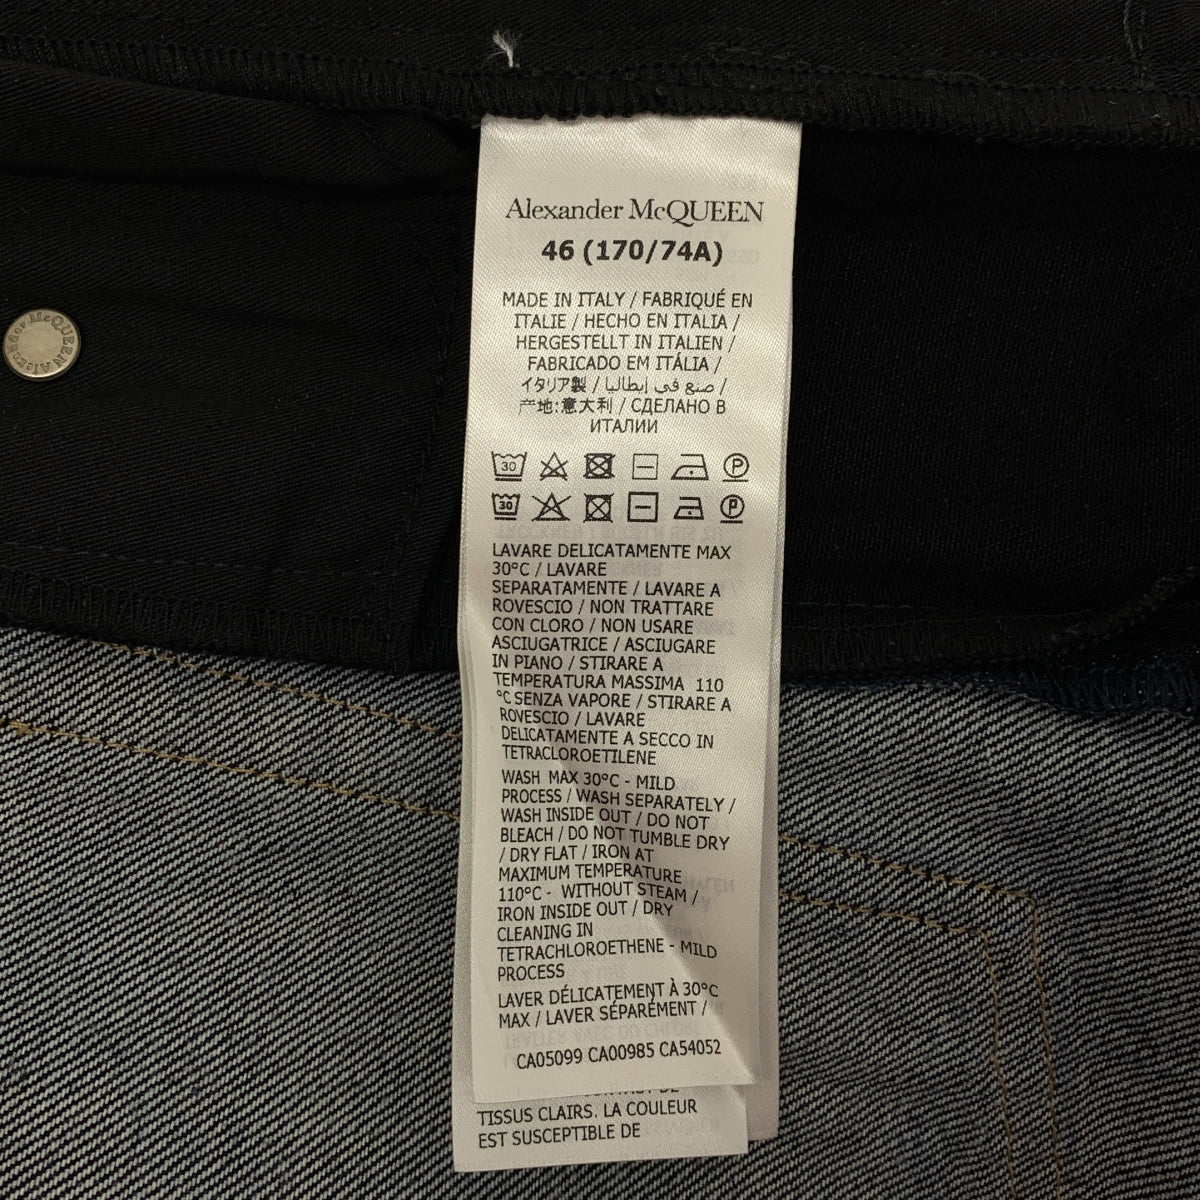 Alexander McQUEEN
Alexander McQUEEN
46 (170/74A)
MADE IN ITALY / FABRIQUÉ EN
ITALIE / HECHO EN ITALIA /
HERGESTELLT IN ITALIEN /
FABRICADO EM ITÁLIA /
イタリア製 / صنع في إيطاليا /
产地:意大利 / СДЕЛАНО В
ИТАЛИИ
30 P
30 P
LAVARE DELICATAMENTE MAX
30°C / LAVARE
SEPARATAMENTE / LAVARE A
ROVESCIO / NON TRATTARE
CON CLORO / NON USARE
ASCIUGATRICE / ASCIUGARE
IN PIANO / STIRARE A
TEMPERATURA MASSIMA 110
°C SENZA VAPORE / STIRARE A
ROVESCIO / LAVARE
DELICATAMENTE A SECCO IN
TETRACLOROETILENE
WASH MAX 30°C - MILD
PROCESS / WASH SEPARATELY /
WASH INSIDE OUT / DO NOT
BLEACH / DO NOT TUMBLE DRY
/ DRY FLAT / IRON AT
MAXIMUM TEMPERATURE
110°C - WITHOUT STEAM /
IRON INSIDE OUT / DRY
CLEANING IN
TETRACHLOROETHENE - MILD
PROCESS
LAVER DÉLICATEMENT À 30°C
MAX / LAVER SÉPARÉMENT /
CA05099 CA00985 CA54052
TISSUS CLAIRS. LA COULEUR
EST SUSCEPTIBLE DE